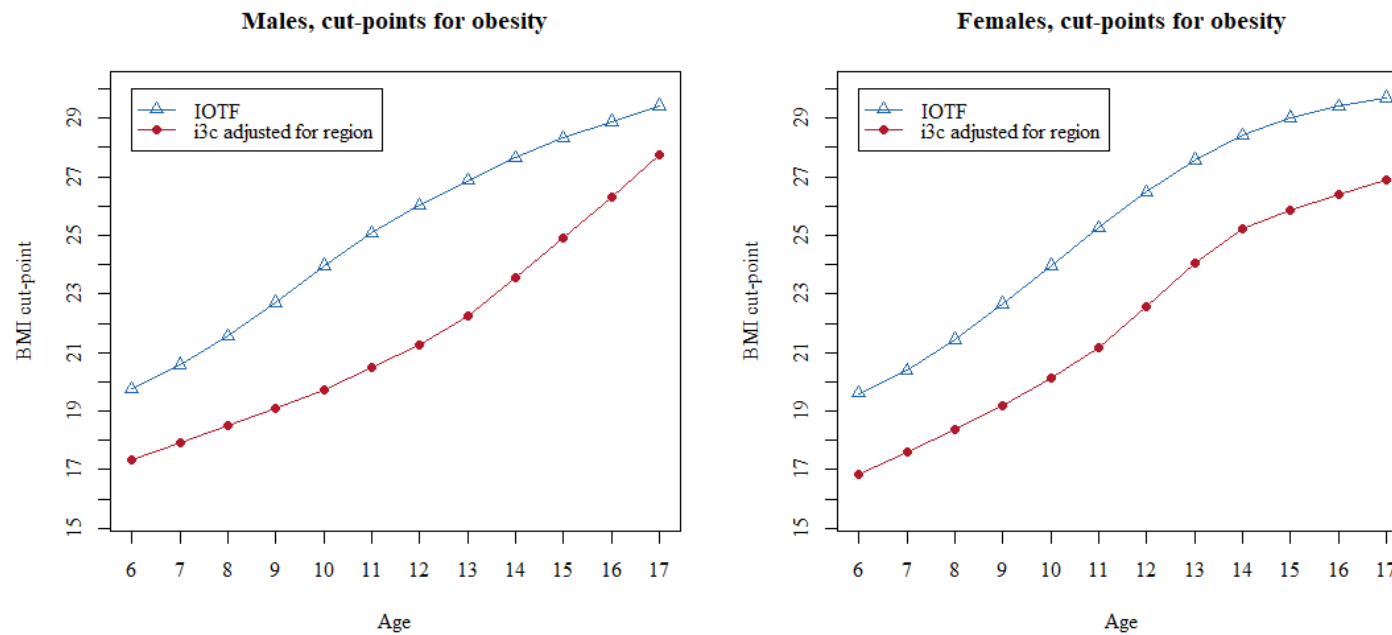 Males, cut-points for obesity
IOTF
i3c adjusted for region
BMI cut-point
29
27
25
23
21
19
17
15
6 7 8 9 10 11 12 13 14 15 16 17
Age
Females, cut-points for obesity
IOTF
i3c adjusted for region
BMI cut-point
29
27
25
23
21
19
17
15
6 7 8 9 10 11 12 13 14 15 16 17
Age